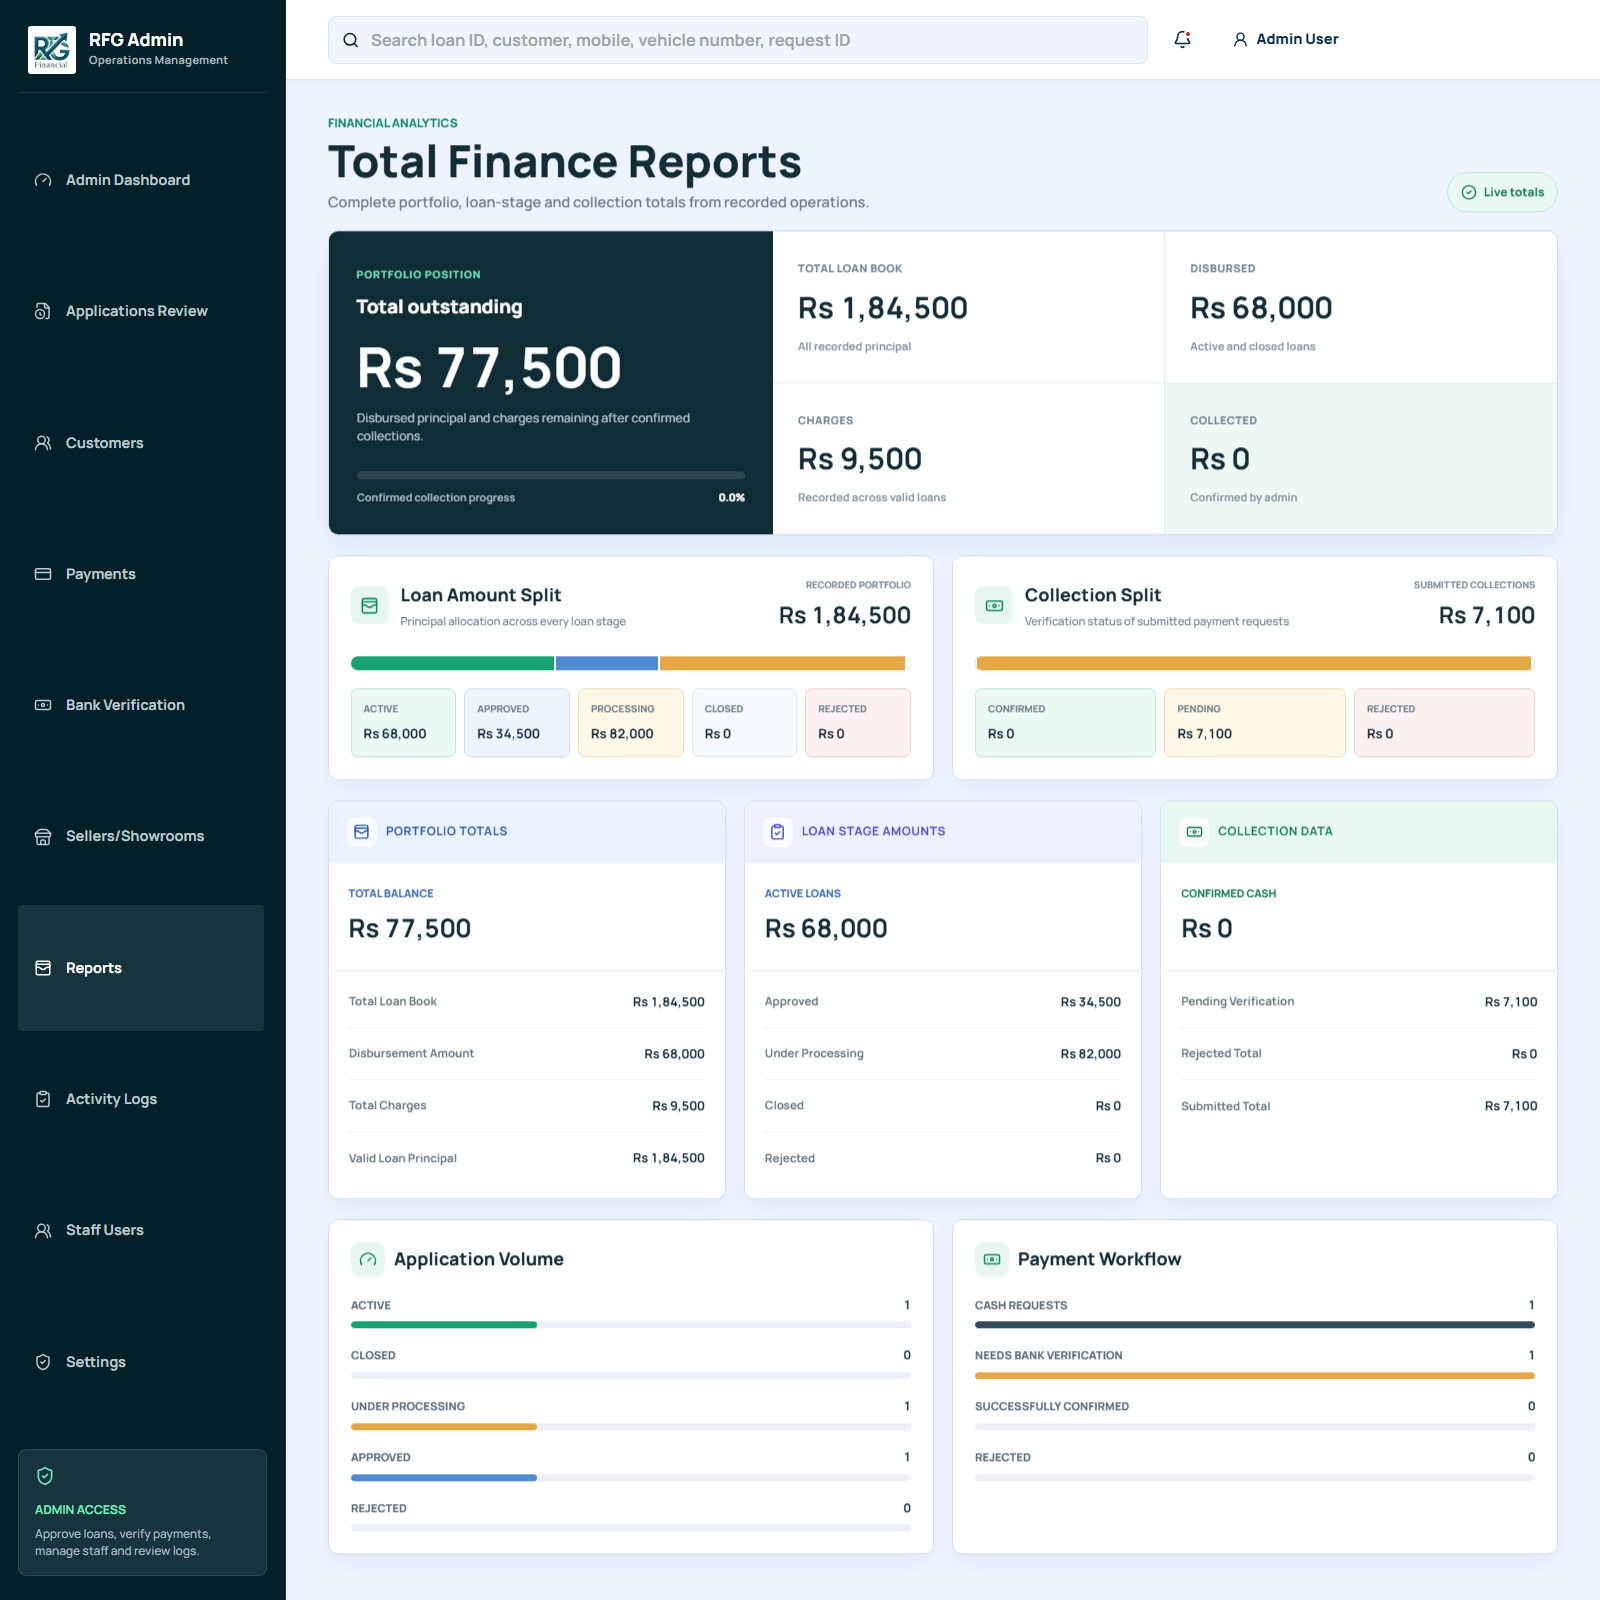 RFG
Financial
RFG Admin
Operations Management
Admin Dashboard
Applications Review
Customers
Payments
Bank Verification
Sellers/Showrooms
Reports
Activity Logs
Staff Users
Settings
ADMIN ACCESS
Approve loans, verify payments,
manage staff and review logs.
Search loan ID, customer, mobile, vehicle number, request ID
Admin User
FINANCIAL ANALYTICS
Total Finance Reports
Complete portfolio, loan-stage and collection totals from recorded operations.
Live totals
PORTFOLIO POSITION
Total outstanding
Rs 77,500
Disbursed principal and charges remaining after confirmed
collections.
Confirmed collection progress 0.0%
TOTAL LOAN BOOK
Rs 1,84,500
All recorded principal
DISBURSED
Rs 68,000
Active and closed loans
CHARGES
Rs 9,500
Recorded across valid loans
COLLECTED
Rs 0
Confirmed by admin
Loan Amount Split
Principal allocation across every loan stage
RECORDED PORTFOLIO
Rs 1,84,500
ACTIVE
Rs 68,000
APPROVED
Rs 34,500
PROCESSING
Rs 82,000
CLOSED
Rs 0
REJECTED
Rs 0
Collection Split
Verification status of submitted payment requests
SUBMITTED COLLECTIONS
Rs 7,100
CONFIRMED
Rs 0
PENDING
Rs 7,100
REJECTED
Rs 0
PORTFOLIO TOTALS
TOTAL BALANCE
Rs 77,500
Total Loan Book Rs 1,84,500
Disbursement Amount Rs 68,000
Total Charges Rs 9,500
Valid Loan Principal Rs 1,84,500
LOAN STAGE AMOUNTS
ACTIVE LOANS
Rs 68,000
Approved Rs 34,500
Under Processing Rs 82,000
Closed Rs 0
Rejected Rs 0
COLLECTION DATA
CONFIRMED CASH
Rs 0
Pending Verification Rs 7,100
Rejected Total Rs 0
Submitted Total Rs 7,100
Application Volume
ACTIVE 1
CLOSED 0
UNDER PROCESSING 1
APPROVED 1
REJECTED 0
Payment Workflow
CASH REQUESTS 1
NEEDS BANK VERIFICATION 1
SUCCESSFULLY CONFIRMED 0
REJECTED 0